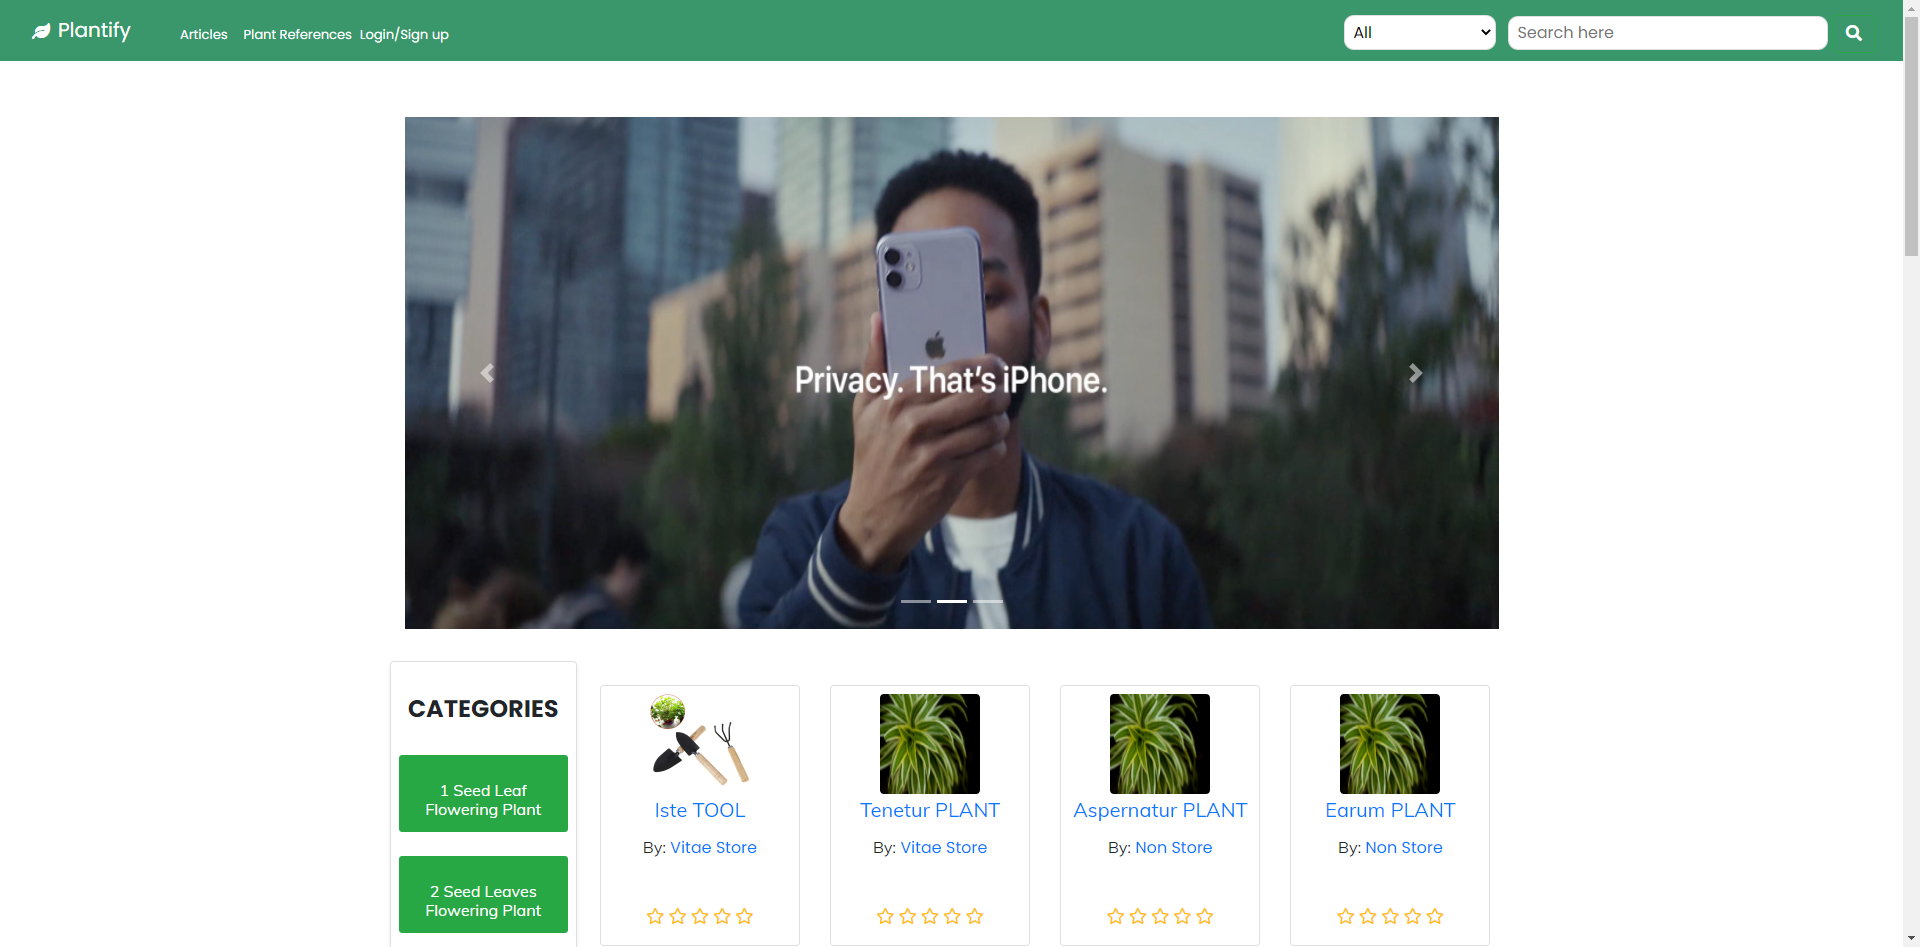 Plantify
Articles
Plant References
Login/Sign up
All
Search here
Privacy. That's iPhone.
CATEGORIES
1 Seed Leaf
Flowering Plant
2 Seed Leaves
Flowering Plant
Iste TOOL
By: Vitae Store
Tenetur PLANT
By: Vitae Store
Aspernatur PLANT
By: Non Store
Earum PLANT
By: Non Store